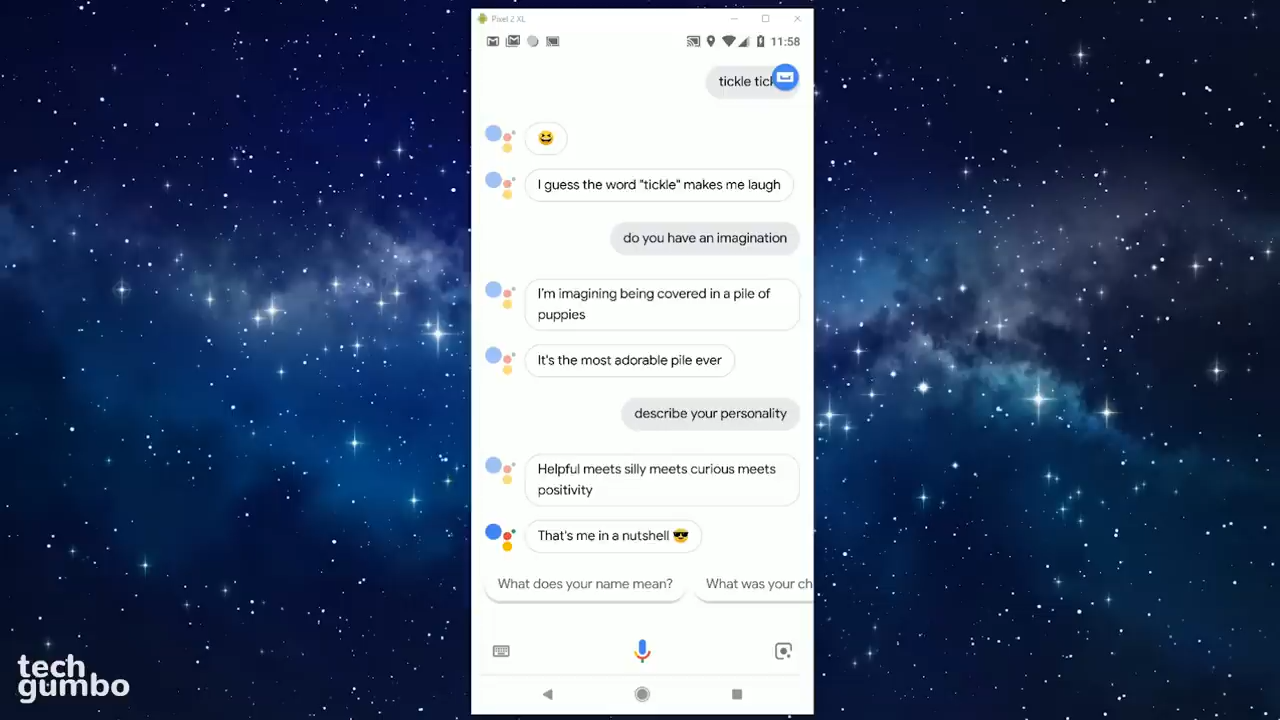 Pixel 2 XL
11:58
tickle
😆
I guess the word "tickle" makes me laugh
do you have an imagination
I'm imagining being covered in a pile of
puppies
It's the most adorable pile ever
describe your personality
Helpful meets silly meets curious meets
positivity
That's me in a nutshell 😎
What does your name mean?
What was your
tech
gumbo